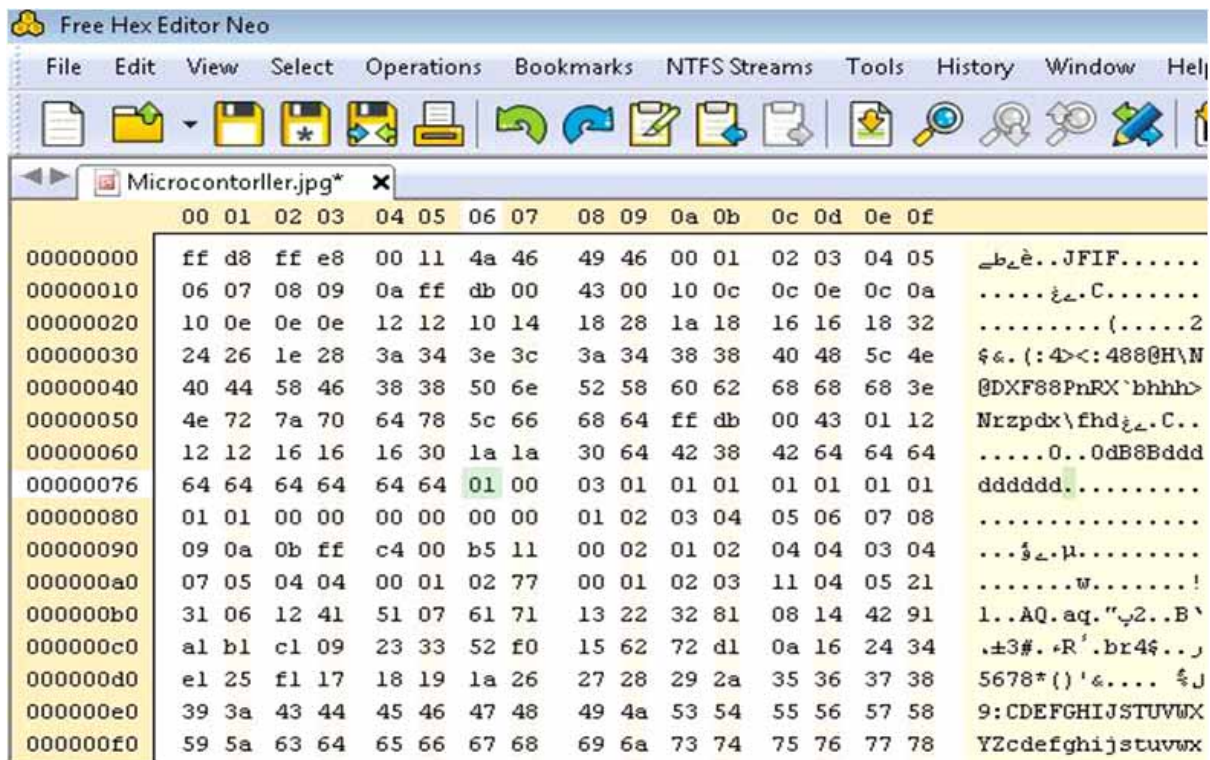 Free Hex Editor Neo
File Edit View Select Operations Bookmarks NTFS Streams Tools History Window Hel
Microcontorller.jpg*
00 01 02 03 04 05 06 07 08 09 0a 0b 0c 0d 0e 0f
00000000 ff d8 ff e8 00 11 4a 46 49 46 00 01 02 03 04 05 JFIF......
00000010 06 07 08 09 0a ff db 00 43 00 10 0c 0c 0e 0c 0a .C.......
00000020 10 0e 0e 0e 12 12 10 14 18 28 1a 18 16 16 18 32 .........(.....2
00000030 24 26 1e 28 3a 34 3e 3c 3a 34 38 38 40 48 5c 4e $&.(:4><:488@H\N
00000040 40 44 58 46 38 38 50 6e 52 58 60 62 68 68 68 3e @DXF88PnRX`bhhh>
00000050 4e 72 7a 70 64 78 5c 66 68 64 ff db 00 43 01 12 Nrzpdx\fhd .C..
00000060 12 12 16 16 16 30 1a 1a 30 64 42 38 42 64 64 64 .....0..0dB8Bddd
00000076 64 64 64 64 64 64 01 00 03 01 01 01 01 01 01 01 dddddd..........
00000080 01 01 00 00 00 00 00 00 01 02 03 04 05 06 07 08 ................
00000090 09 0a 0b ff c4 00 b5 11 00 02 01 02 04 04 03 04 .µ.........
000000a0 07 05 04 04 00 01 02 77 00 01 02 03 11 04 05 21 .......w.......!
000000b0 31 06 12 41 51 07 61 71 13 22 32 81 08 14 42 91 1..AQ.aq."پ2..B‘
000000c0 a1 b1 c1 09 23 33 52 f0 15 62 72 d1 0a 16 24 34 ±3#. R .br4$..
000000d0 e1 25 f1 17 18 19 1a 26 27 28 29 2a 35 36 37 38 5678*()'&....
000000e0 39 3a 43 44 45 46 47 48 49 4a 53 54 55 56 57 58 9:CDEFGHIJSTUVWX
000000f0 59 5a 63 64 65 66 67 68 69 6a 73 74 75 76 77 78 YZcdefghijstuvwx